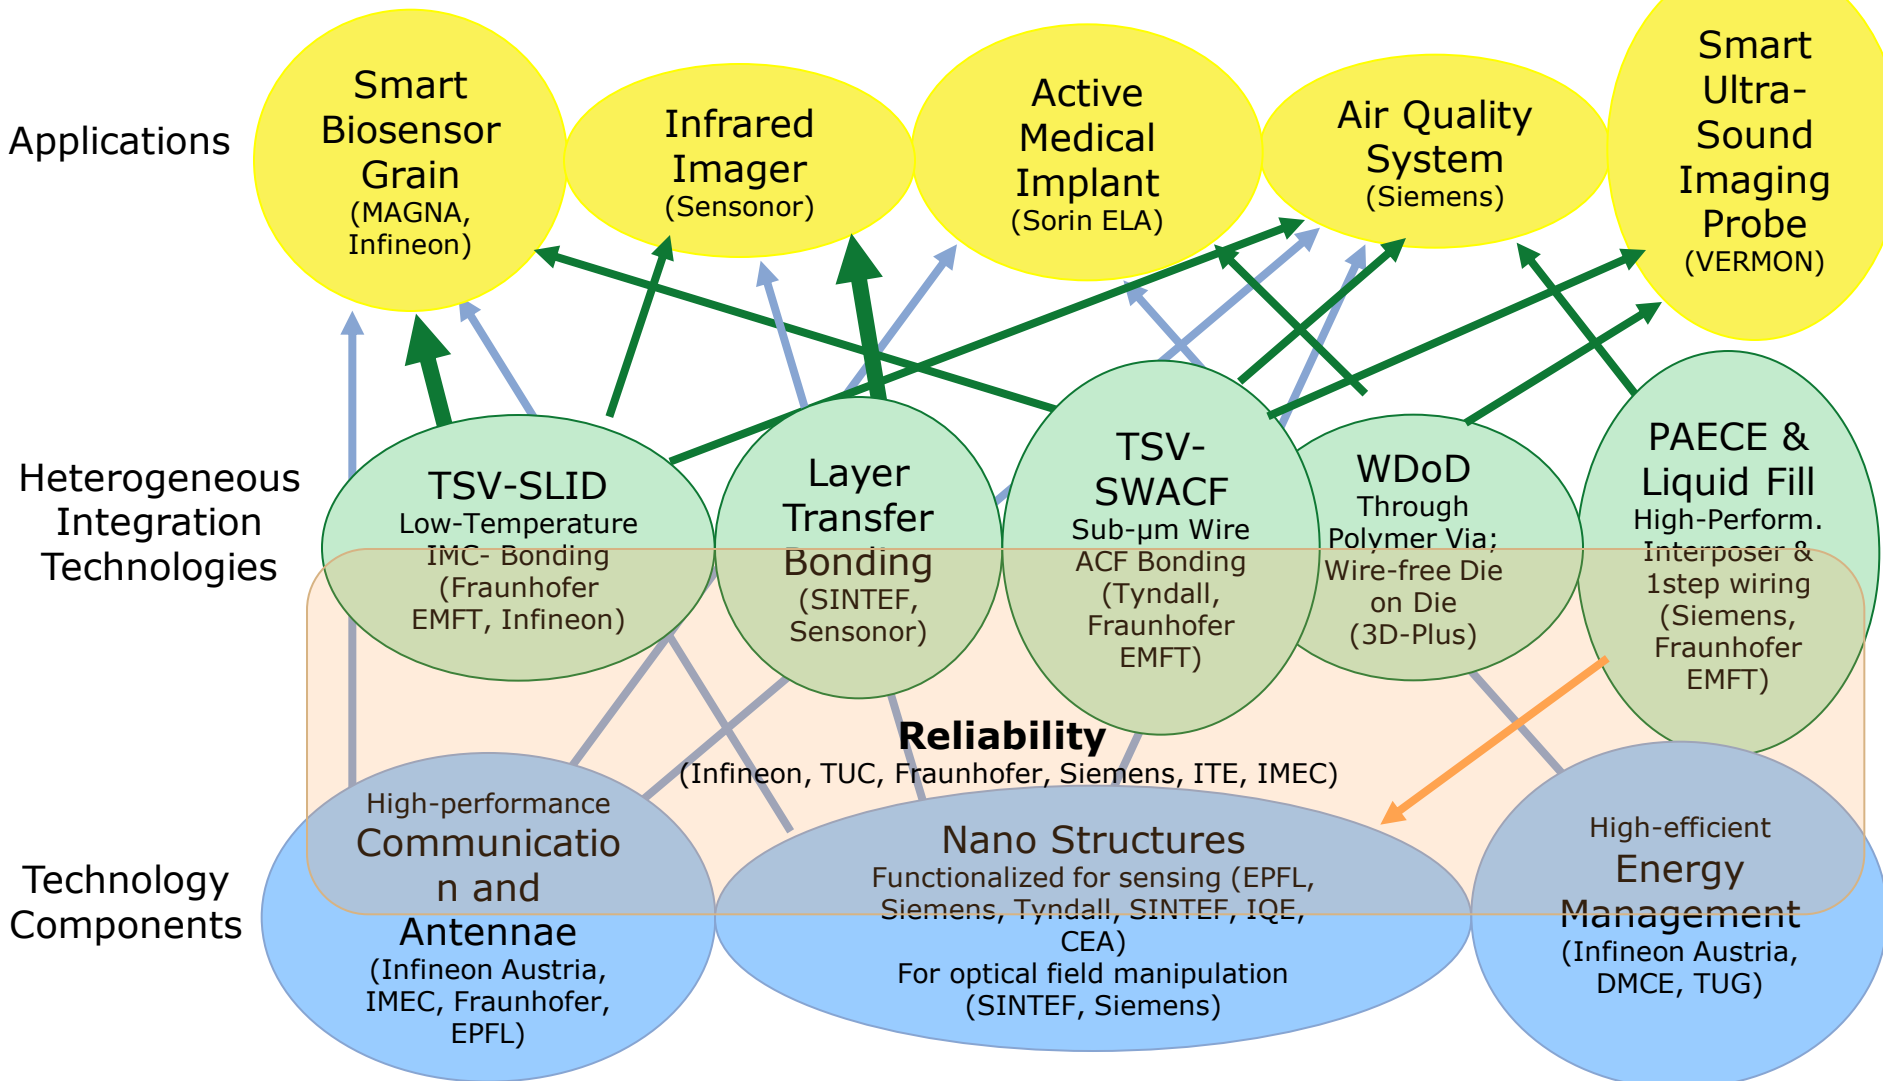 Applications
Smart
Biosensor
Grain
(MAGNA,
Infineon)
Infrared
Imager
(Sensonor)
Active
Medical
Implant
(Sorin ELA)
Air Quality
System
(Siemens)
Smart
Ultra-
Sound
Imaging
Probe
(VERMON)
Heterogeneous
Integration
Technologies
TSV-SLID
Low-Temperature
IMC- Bonding
(Fraunhofer
EMFT, Infineon)
Layer
Transfer
Bonding
(SINTEF,
Sensonor)
TSV-
SWACF
Sub-µm Wire
ACF Bonding
(Tyndall,
Fraunhofer
EMFT)
WDoD
Through
Polymer Via;
Wire-free Die
on Die
(3D-Plus)
PAECE &
Liquid Fill
High-Perform.
Interposer &
1step wiring
(Siemens,
Fraunhofer
EMFT)
Reliability
(Infineon, TUC, Fraunhofer, Siemens, ITE, IMEC)
Technology
Components
High-performance
Communicatio
n and
Antennae
(Infineon Austria,
IMEC, Fraunhofer,
EPFL)
Nano Structures
Functionalized for sensing (EPFL,
Siemens, Tyndall, SINTEF, IQE,
CEA)
For optical field manipulation
(SINTEF, Siemens)
High-efficient
Energy
Management
(Infineon Austria,
DMCE, TUG)